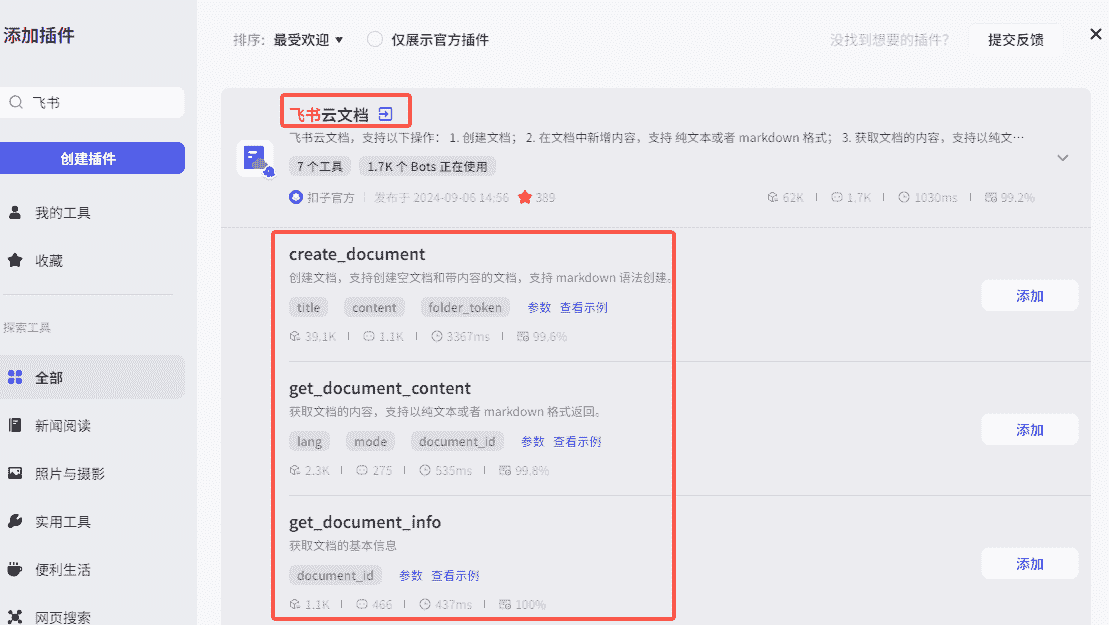 添加插件
排序: 最受欢迎 仅展示官方插件 没找到想要的插件? 提交反馈
飞书
创建插件
我的工具
收藏
探索工具
全部
新闻阅读
照片与摄影
实用工具
便利生活
网页搜索
飞书云文档
飞书云文档，支持以下操作： 1. 创建文档； 2. 在文档中新增内容，支持 纯文本或者 markdown 格式； 3. 获取文档的内容，支持以纯文…
7 个工具 1.7K 个 Bots 正在使用
扣子官方 发布于 2024-09-06 14:56 389 62K 1.7K 1030ms 99.2%
create_document
创建文档，支持创建空文档和带内容的文档，支持 markdown 语法创建。
title content folder_token 参数 查看示例
39.1K 1.1K 3367ms 99.6%
添加
get_document_content
获取文档的内容，支持以纯文本或者 markdown 格式返回。
lang mode document_id 参数 查看示例
2.3K 275 535ms 99.8%
添加
get_document_info
获取文档的基本信息
document_id 参数 查看示例
1.1K 466 437ms 100%
添加